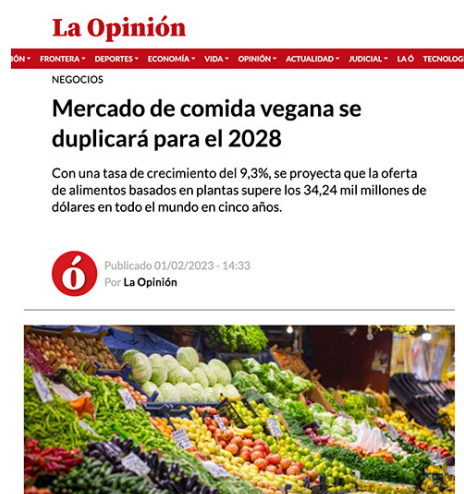 La Opinión
IÓN FRONTERA DEPORTES ECONOMÍA VIDA OPINIÓN ACTUALIDAD JUDICIAL LA Ó TECNOLOG
NEGOCIOS
Mercado de comida vegana se
duplicará para el 2028
Con una tasa de crecimiento del 9,3%, se proyecta que la oferta
de alimentos basados en plantas supere los 34,24 mil millones de
dólares en todo el mundo en cinco años.
ó
Publicado 01/02/2023 - 14:33
Por La Opinión